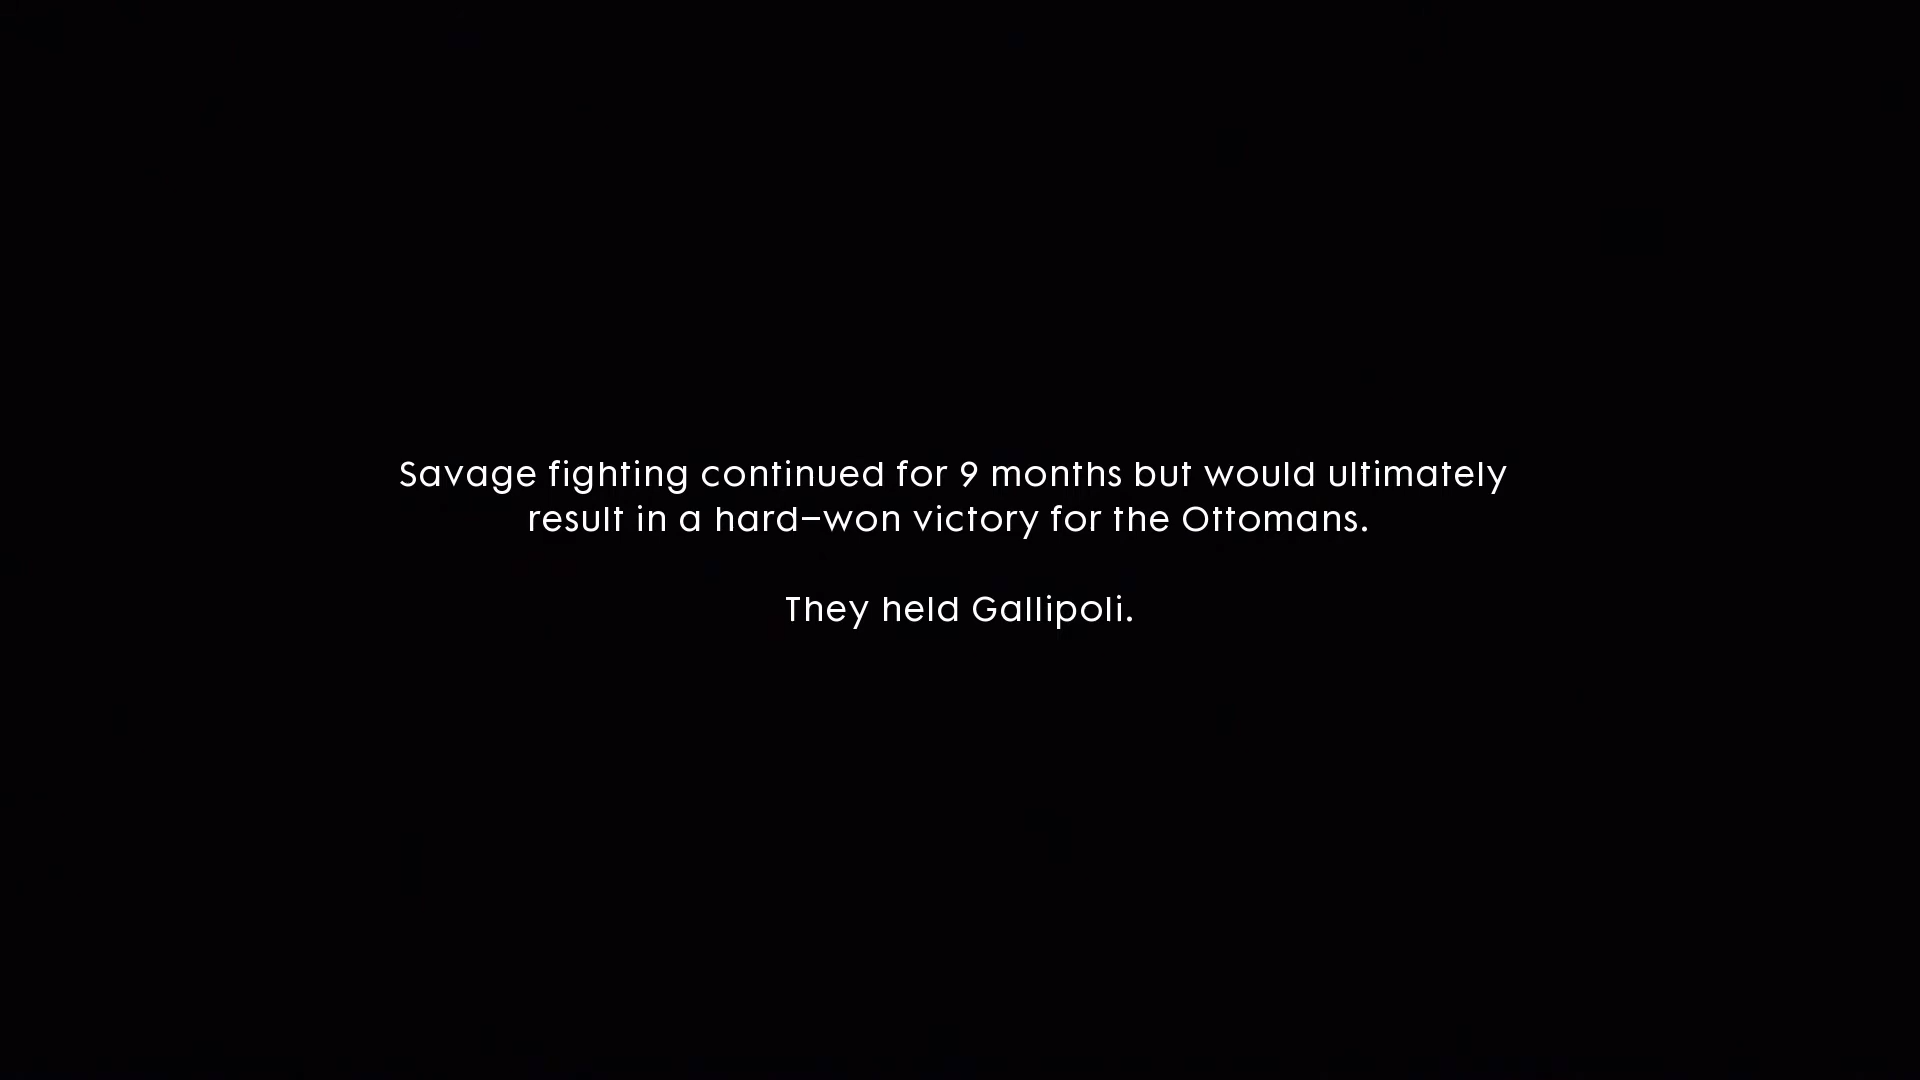 Savage fighting continued for 9 months but would ultimately
result in a hard–won victory for the Ottomans.
They held Gallipoli.